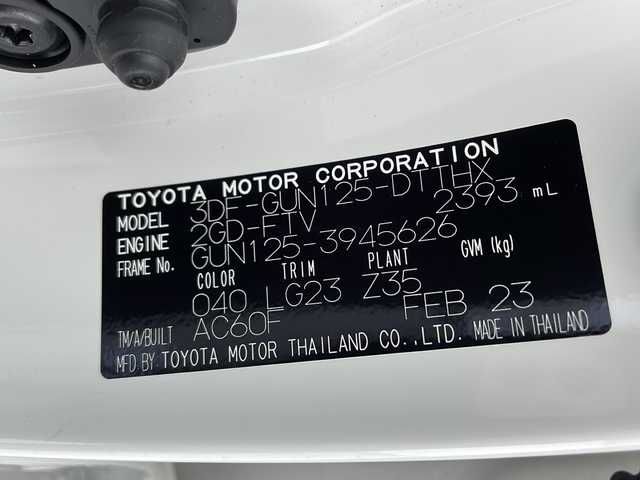 TOYOTA MOTOR CORPORATION
MODEL 3DF-GUN125-DTTHX
ENGINE 2GD-FTV 2393 mL
FRAME No. GUN125-3945626
COLOR TRIM PLANT GVM (kg)
040 LG23 Z35
TM/A/BUILT AC60F FEB 23
MFD BY TOYOTA MOTOR THAILAND CO.,LTD. MADE IN THAILAND